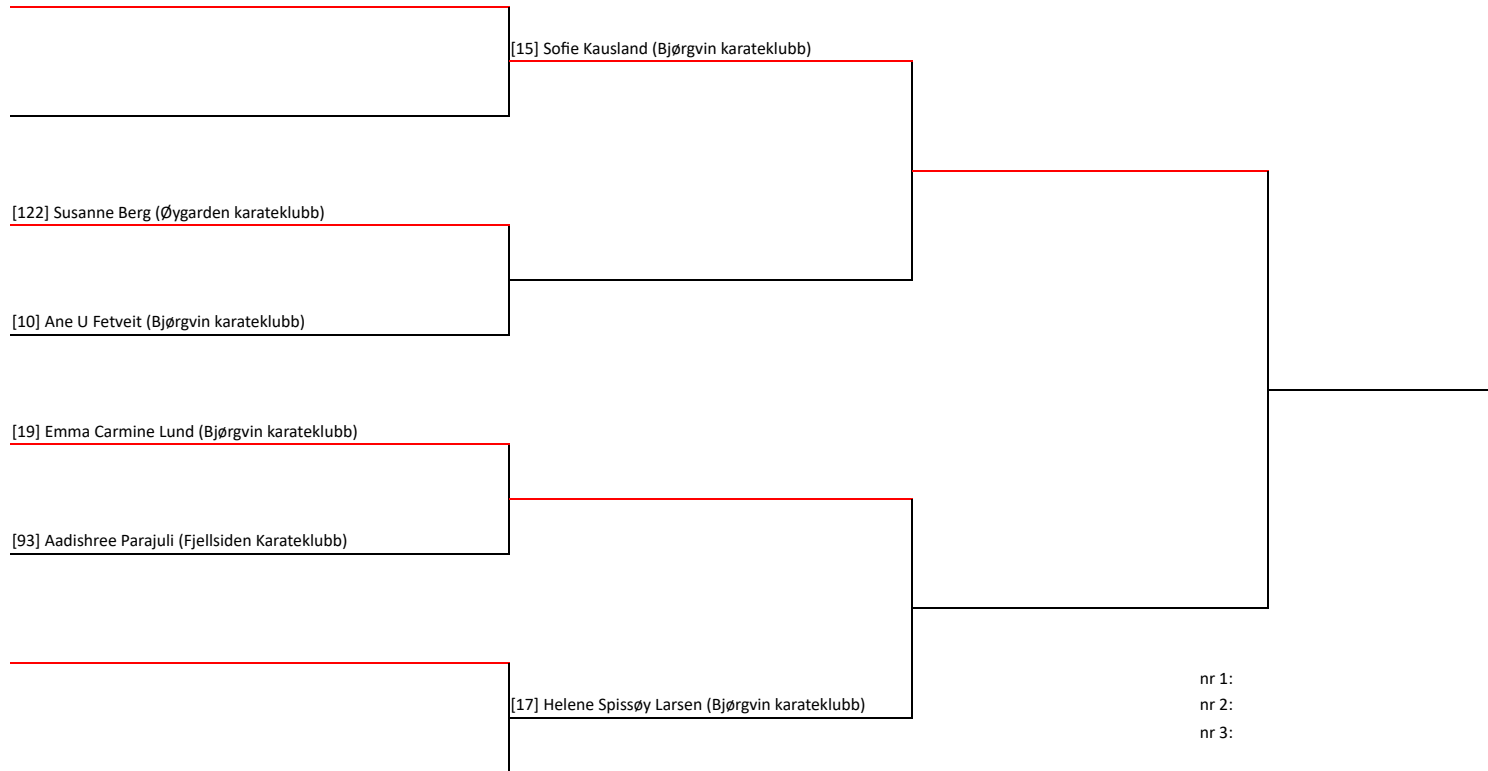 [15] Sofie Kausland (Bjørgvin karateklubb)
[122] Susanne Berg (Øygarden karateklubb)
[10] Ane U Fetveit (Bjørgvin karateklubb)
[19] Emma Carmine Lund (Bjørgvin karateklubb)
[93] Aadishree Parajuli (Fjellsiden Karateklubb)
[17] Helene Spissøy Larsen (Bjørgvin karateklubb)
nr 1:
nr 2:
nr 3: